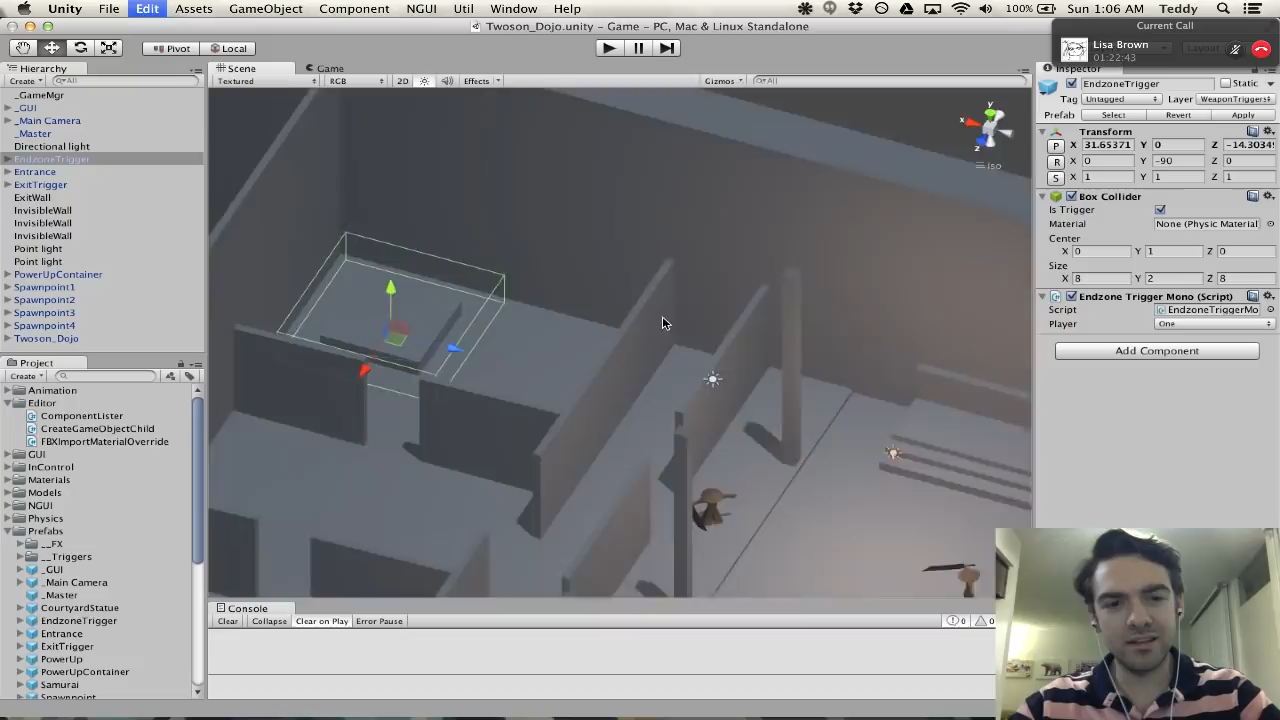 Unity File Edit Assets GameObject Component NGUI Util Window Help 100% Sun 1:06 AM Teddy
Twoson_Dojo.unity - Game - PC, Mac & Linux Standalone
Current Call
Lisa Brown
01:22:43
Layout
Pivot Local
Hierarchy
Create All
_GameMgr
_GUI
_Main Camera
_Master
Directional light
EndzoneTrigger
Entrance
ExitTrigger
ExitWall
InvisibleWall
InvisibleWall
InvisibleWall
Point light
Point light
PowerUpContainer
Spawnpoint1
Spawnpoint2
Spawnpoint3
Spawnpoint4
Twoson_Dojo
Project
Create
Animation
Editor
ComponentLister
CreateGameObjectChild
FBXImportMaterialOverride
GUI
InControl
Materials
Models
NGUI
Physics
Prefabs
__FX
__Triggers
_GUI
_Main Camera
_Master
CourtyardStatue
EndzoneTrigger
Entrance
ExitTrigger
PowerUp
PowerUpContainer
Samurai
Spawnpoint
Scene Game
Textured RGB 2D Effects Gizmos All
y
x
z
iso
Console
Clear Collapse Clear on Play Error Pause 0 0
Inspector
EndzoneTrigger Static
Tag Untagged Layer WeaponTriggers
Prefab Select Revert Apply
Transform
P X 31.65371 Y 0 Z -14.3034
R X 0 Y -90 Z 0
S X 1 Y 1 Z 1
Box Collider
Is Trigger
Material None (Physic Material
Center
X 0 Y 1 Z 0
Size
X 8 Y 2 Z 8
Endzone Trigger Mono (Script)
Script EndzoneTriggerMo
Player One
Add Component